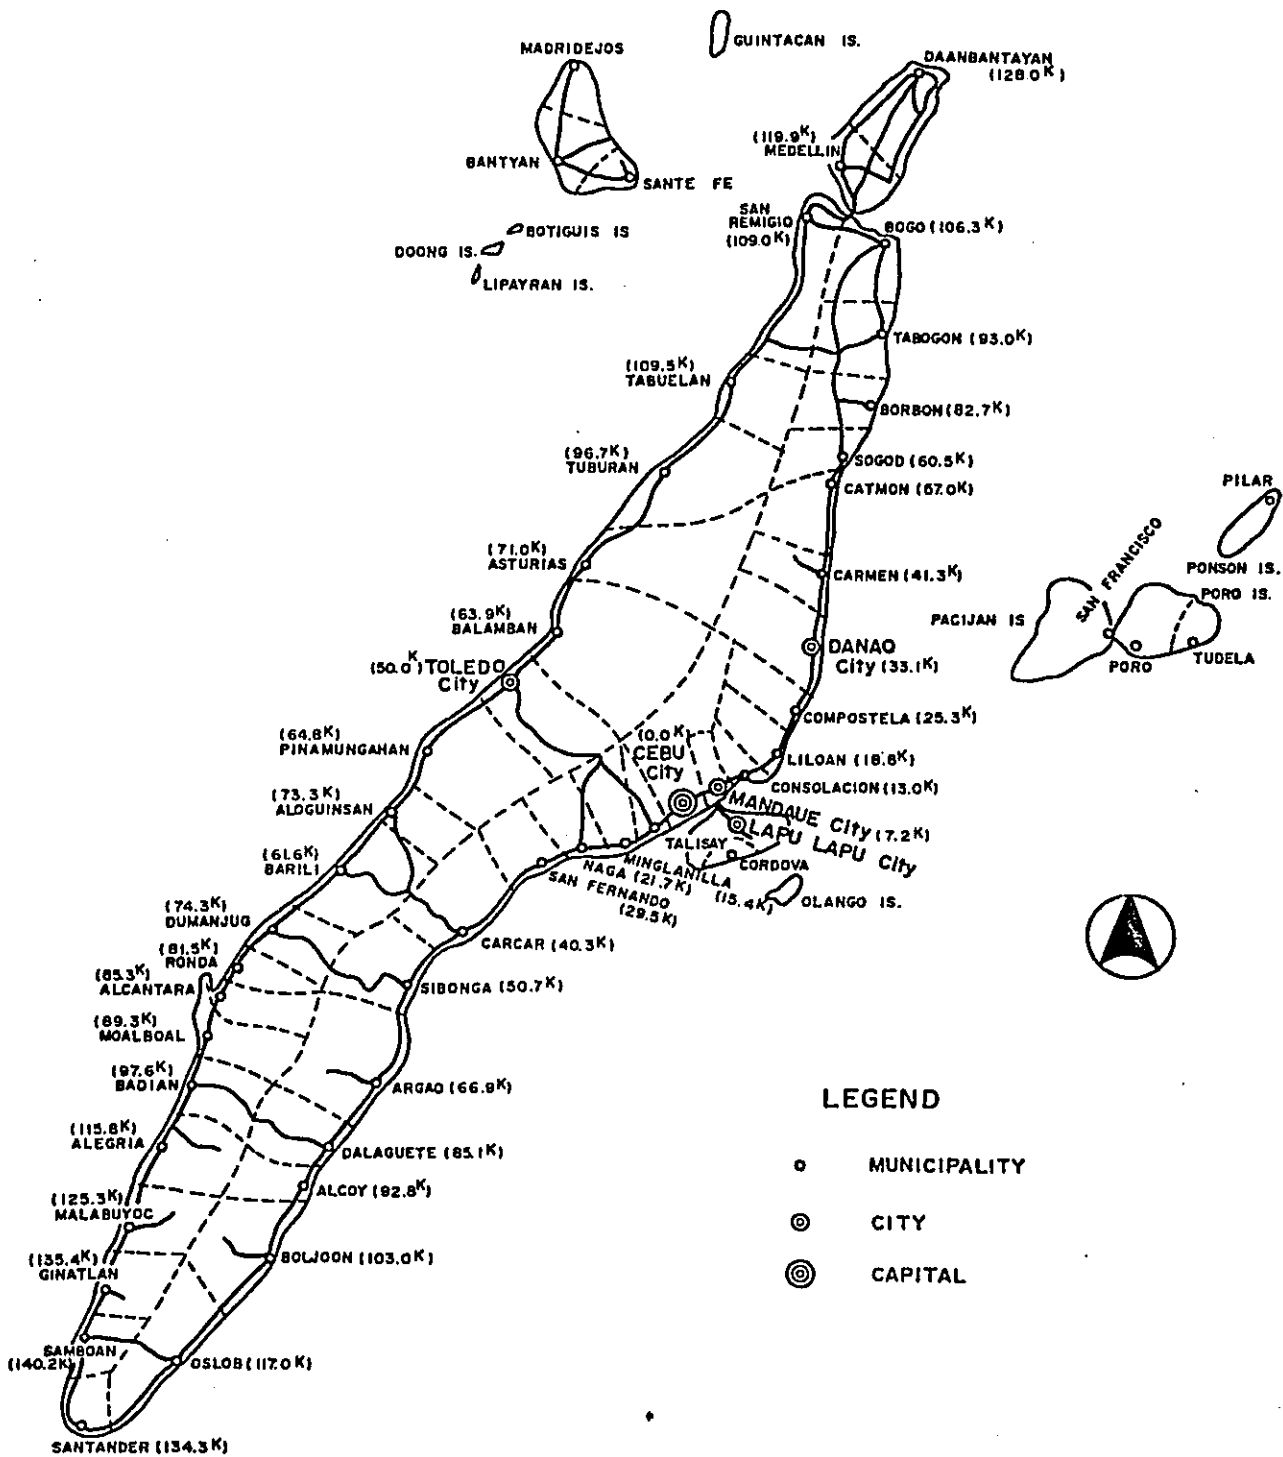 GUINTACAN IS.
MADRIDEJOS
DAANBANTAYAN
(128.0K)
(119.9K)
MEDELLIN
BANTYAN
SANTE FE
SAN
REMIGIO
(109.0K)
BOGO (106.3K)
BOTIGUIS IS
DOONG IS.
LIPAYRAN IS.
TABOGON (93.0K)
(109.5K)
TABUELAN
BORBON (82.7K)
(96.7K)
TUBURAN
SOGOD (60.5K)
CATMON (57.0K)
PILAR
PONSON IS.
(71.0K)
ASTURIAS
CARMEN (41.3K)
SAN FRANCISCO
PORO IS.
PACIJAN IS
(63.9K)
BALAMBAN
DANAO
City (33.1K)
PORO
TUDELA
(50.0K) TOLEDO
City
COMPOSTELA (25.3K)
(64.8K)
PINAMUNGAHAN
(0.0K)
CEBU
City
LILOAN (18.8K)
CONSOLACION (13.0K)
(73.3K)
ALOGUINSAN
MANDAUE City (7.2K)
LAPU LAPU City
TALISAY
CORDOVA
(61.6K)
BARILI
MINGLANILLA
(15.4K)
NAGA (21.7K)
SAN FERNANDO
(29.5K)
OLANGO IS.
(74.3K)
DUMANJUG
CARCAR (40.3K)
(81.5K)
RONDA
(85.3K)
ALCANTARA
SIBONGA (50.7K)
(89.3K)
MOALBOAL
(97.6K)
BADIAN
ARGAO (66.9K)
LEGEND
(115.8K)
ALEGRIA
DALAGUETE (85.1K)
MUNICIPALITY
ALCOY (92.8K)
(125.3K)
MALABUYOC
CITY
(135.4K)
GINATLAN
BOLJOON (103.0K)
CAPITAL
SAMBOAN
(140.2K)
OSLOB (117.0K)
SANTANDER (134.3K)